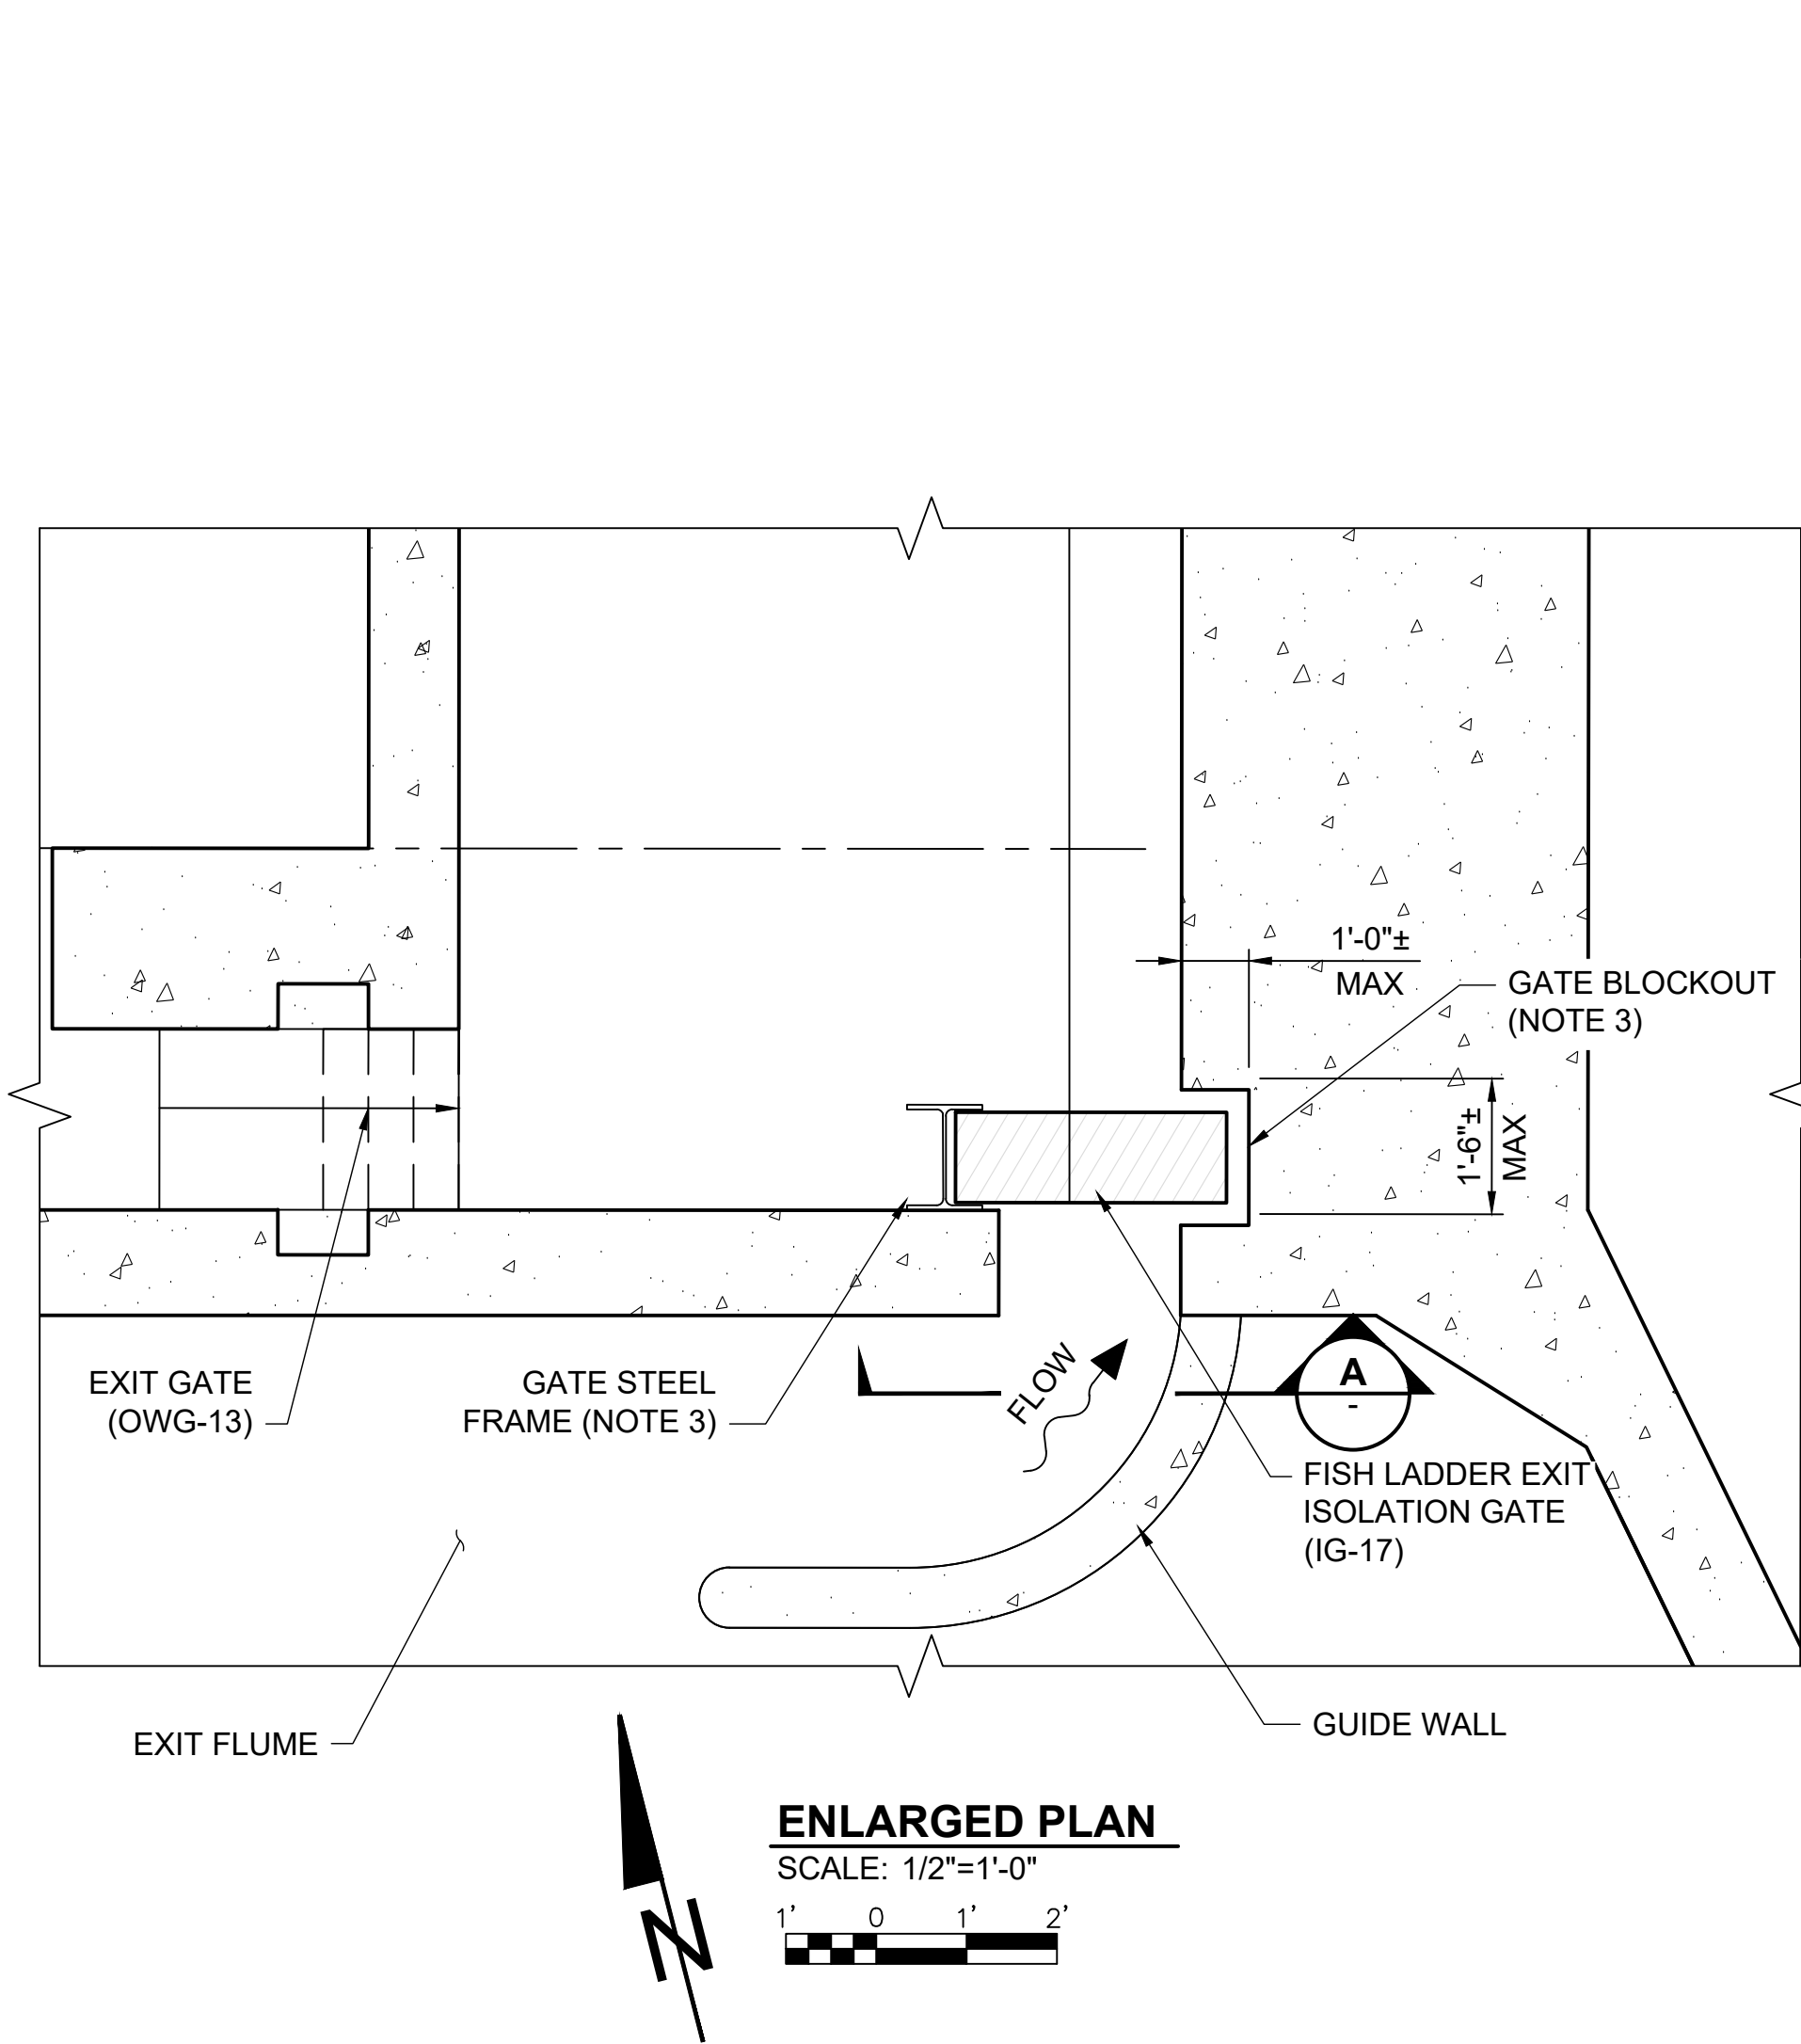 1'-0"±
MAX
GATE BLOCKOUT
(NOTE 3)
1'-6"±
MAX
EXIT GATE
(OWG-13)
GATE STEEL
FRAME (NOTE 3)
FLOW
A
-
FISH LADDER EXIT
ISOLATION GATE
(IG-17)
EXIT FLUME
GUIDE WALL
N
ENLARGED PLAN
SCALE: 1/2"=1'-0"
1' 0 1' 2'